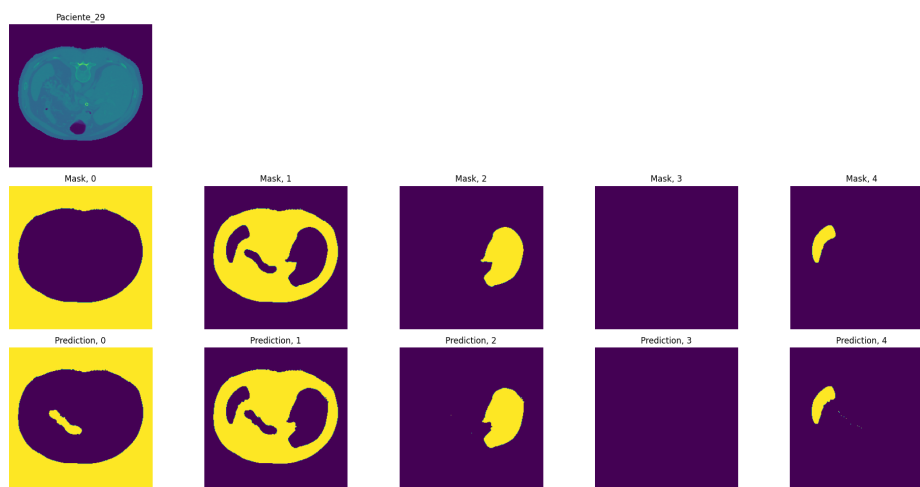 Paciente_29
Mask, 0
Mask, 1
Mask, 2
Mask, 3
Mask, 4
Prediction, 0
Prediction, 1
Prediction, 2
Prediction, 3
Prediction, 4